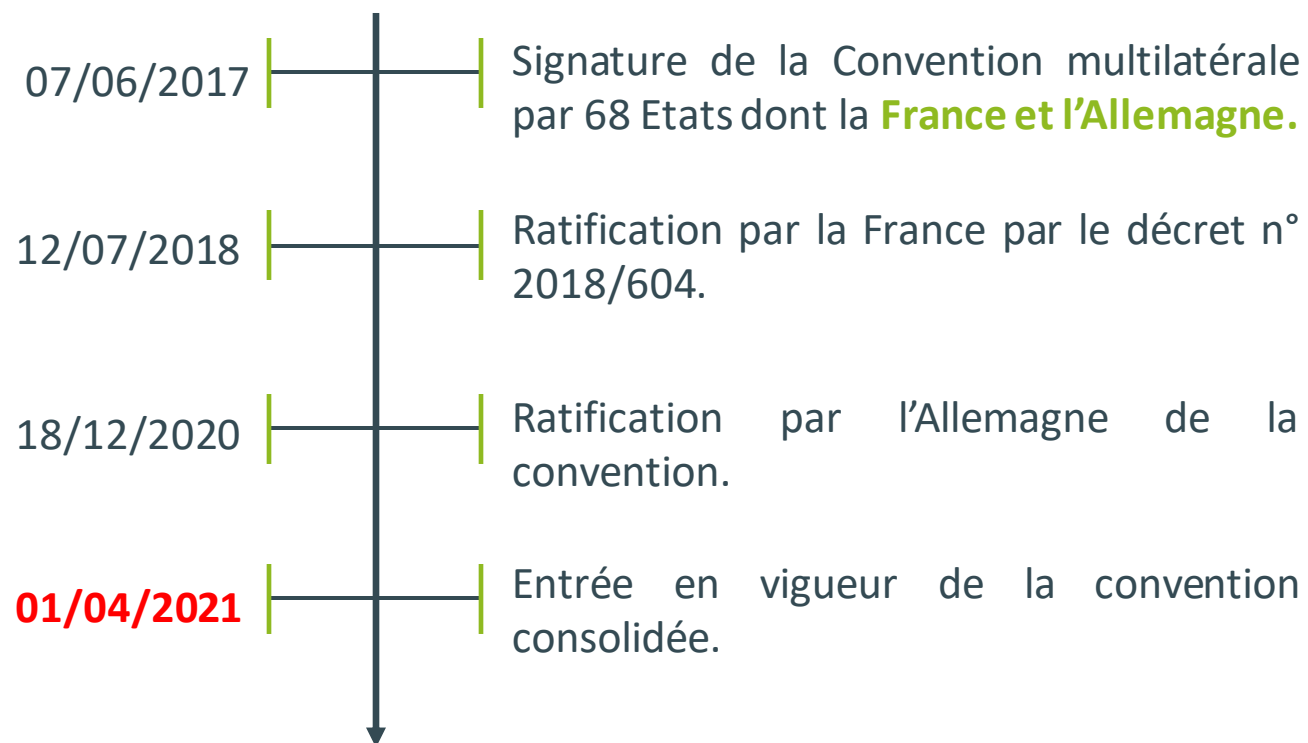 07/06/2017
Signature de la Convention multilatérale
par 68 Etats dont la France et l’Allemagne.
12/07/2018
Ratification par la France par le décret n°
2018/604.
18/12/2020
Ratification par l’Allemagne de la
convention.
01/04/2021
Entrée en vigueur de la convention
consolidée.